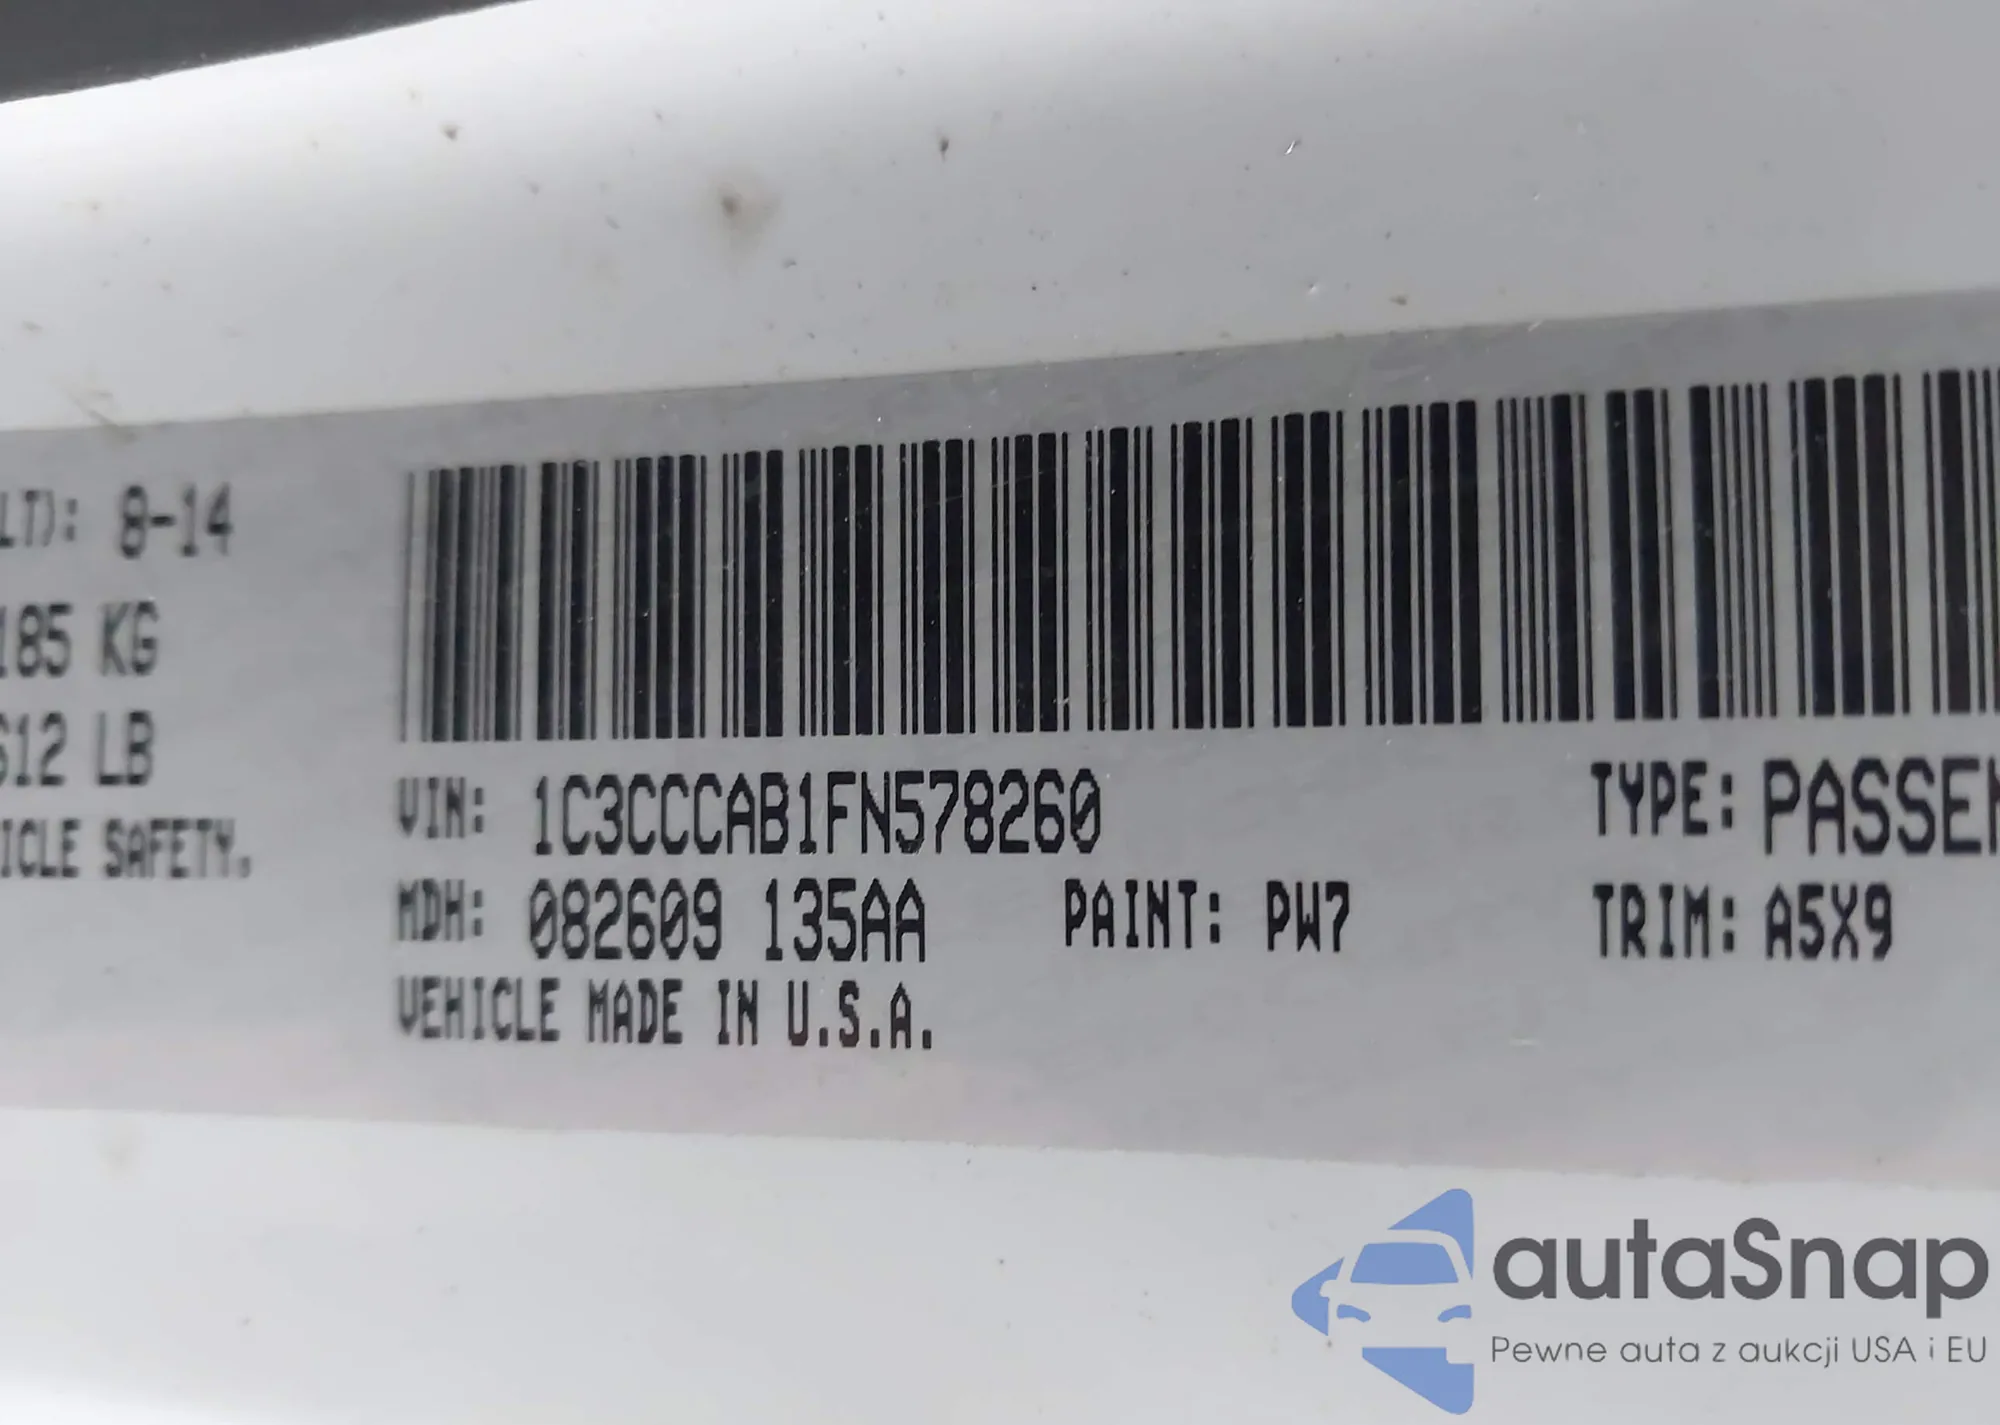 LT): 8-14
185 KG
612 LB
ICLE SAFETY.
VIN: 1C3CCCAB1FN578260
TYPE: PASSEN
MDH: 082609 135AA
PAINT: PW7
TRIM: A5X9
VEHICLE MADE IN U.S.A.
autaSnap
Pewne auta z aukcji USA i EU